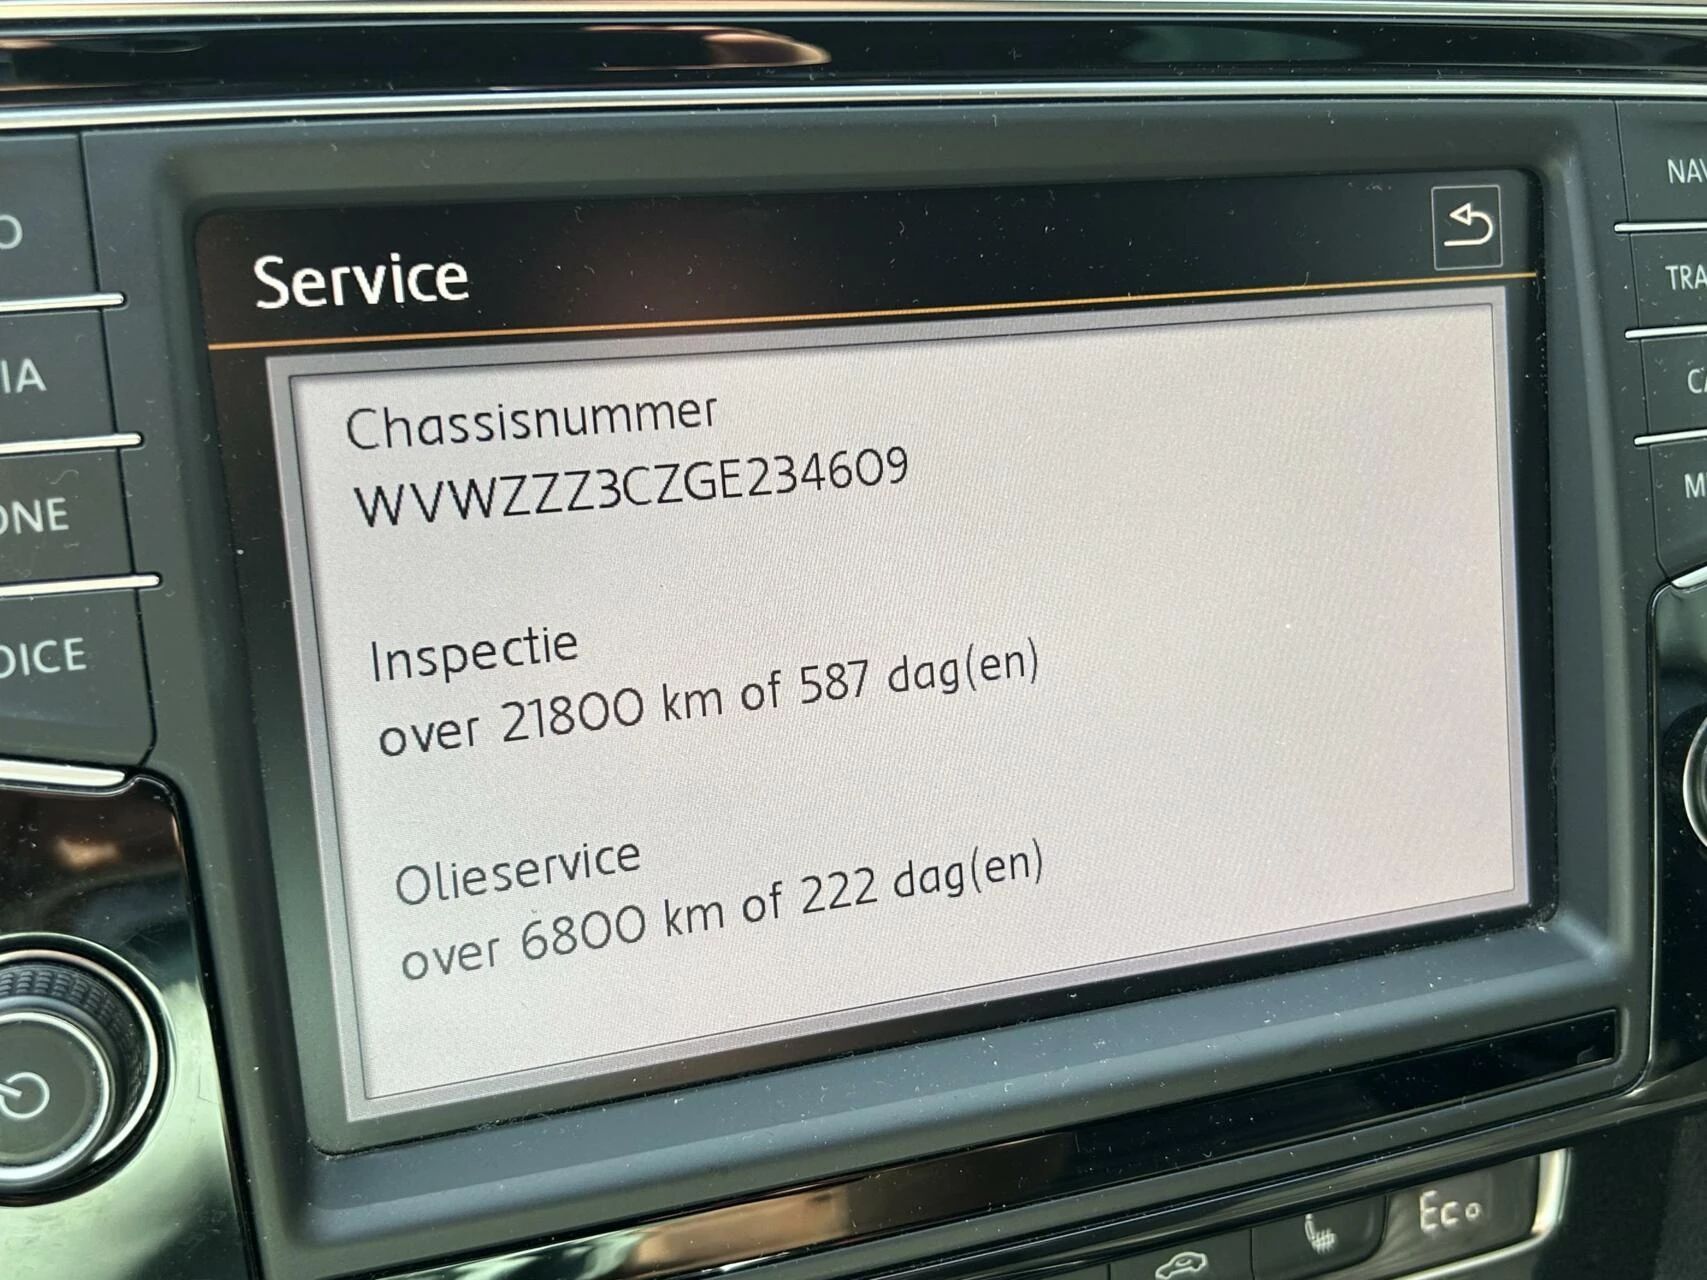 Service
Chassisnummer
WVWZZZ3CZGE234609
Inspectie
over 21800 km of 587 dag(en)
Olieservice
over 6800 km of 222 dag(en)
Eco